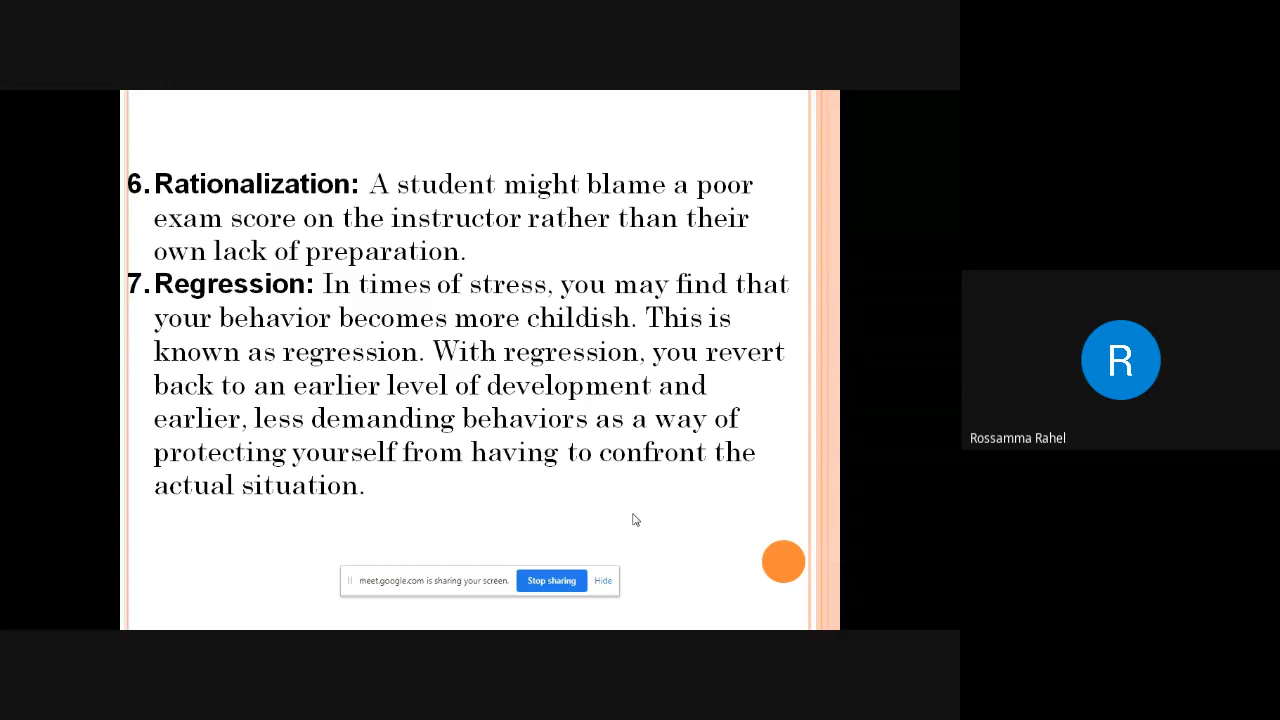 6. Rationalization: A student might blame a poor
exam score on the instructor rather than their
own lack of preparation.
7. Regression: In times of stress, you may find that
your behavior becomes more childish. This is
known as regression. With regression, you revert
back to an earlier level of development and
earlier, less demanding behaviors as a way of
protecting yourself from having to confront the
actual situation.
meet.google.com is sharing your screen. Stop sharing Hide
R
Rossamma Rahel